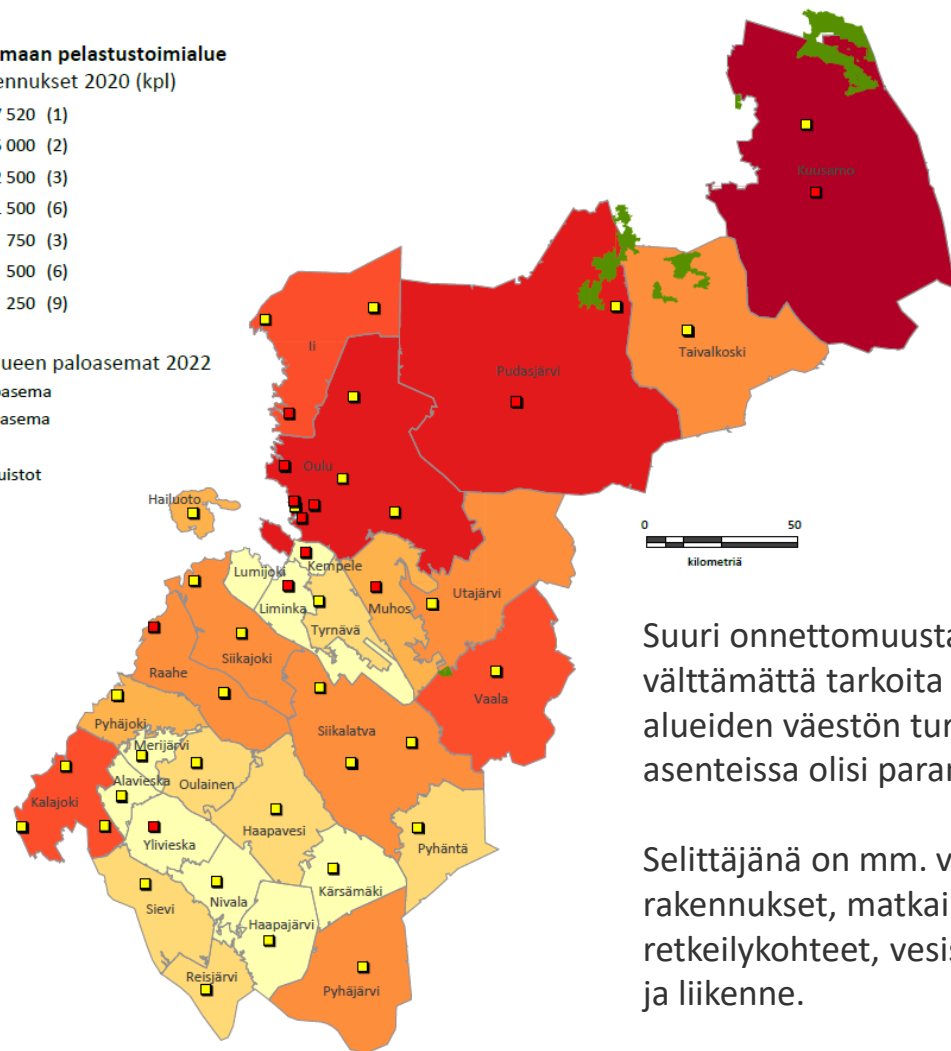 maan pelastustoimialue
ennukset 2020 (kpl)
520 (1)
000 (2)
500 (3)
500 (6)
750 (3)
500 (6)
250 (9)
ueen paloasemat 2022
asema
asema
uistot
Kuusamo
Taivalkoski
Pudasjärvi
Ii
Oulu
Hailuoto
0 50
kilometriä
Kempele
Lumijoki
Liminka
Muhos
Utajärvi
Tyrnävä
Siikajoki
Raahe
Vaala
Pyhäjoki
Siikalatva
Merijärvi
Alavieska
Oulainen
Kalajoki
Haapavesi
Ylivieska
Pyhäntä
Kärsämäki
Sievi
Nivala
Haapajärvi
Reisjärvi
Pyhäjärvi
Suuri onnettomuusta
välttämättä tarkoita
alueiden väestön tur
asenteissa olisi paran
Selittäjänä on mm. v
rakennukset, matkai
retkeilykohteet, vesis
ja liikenne.